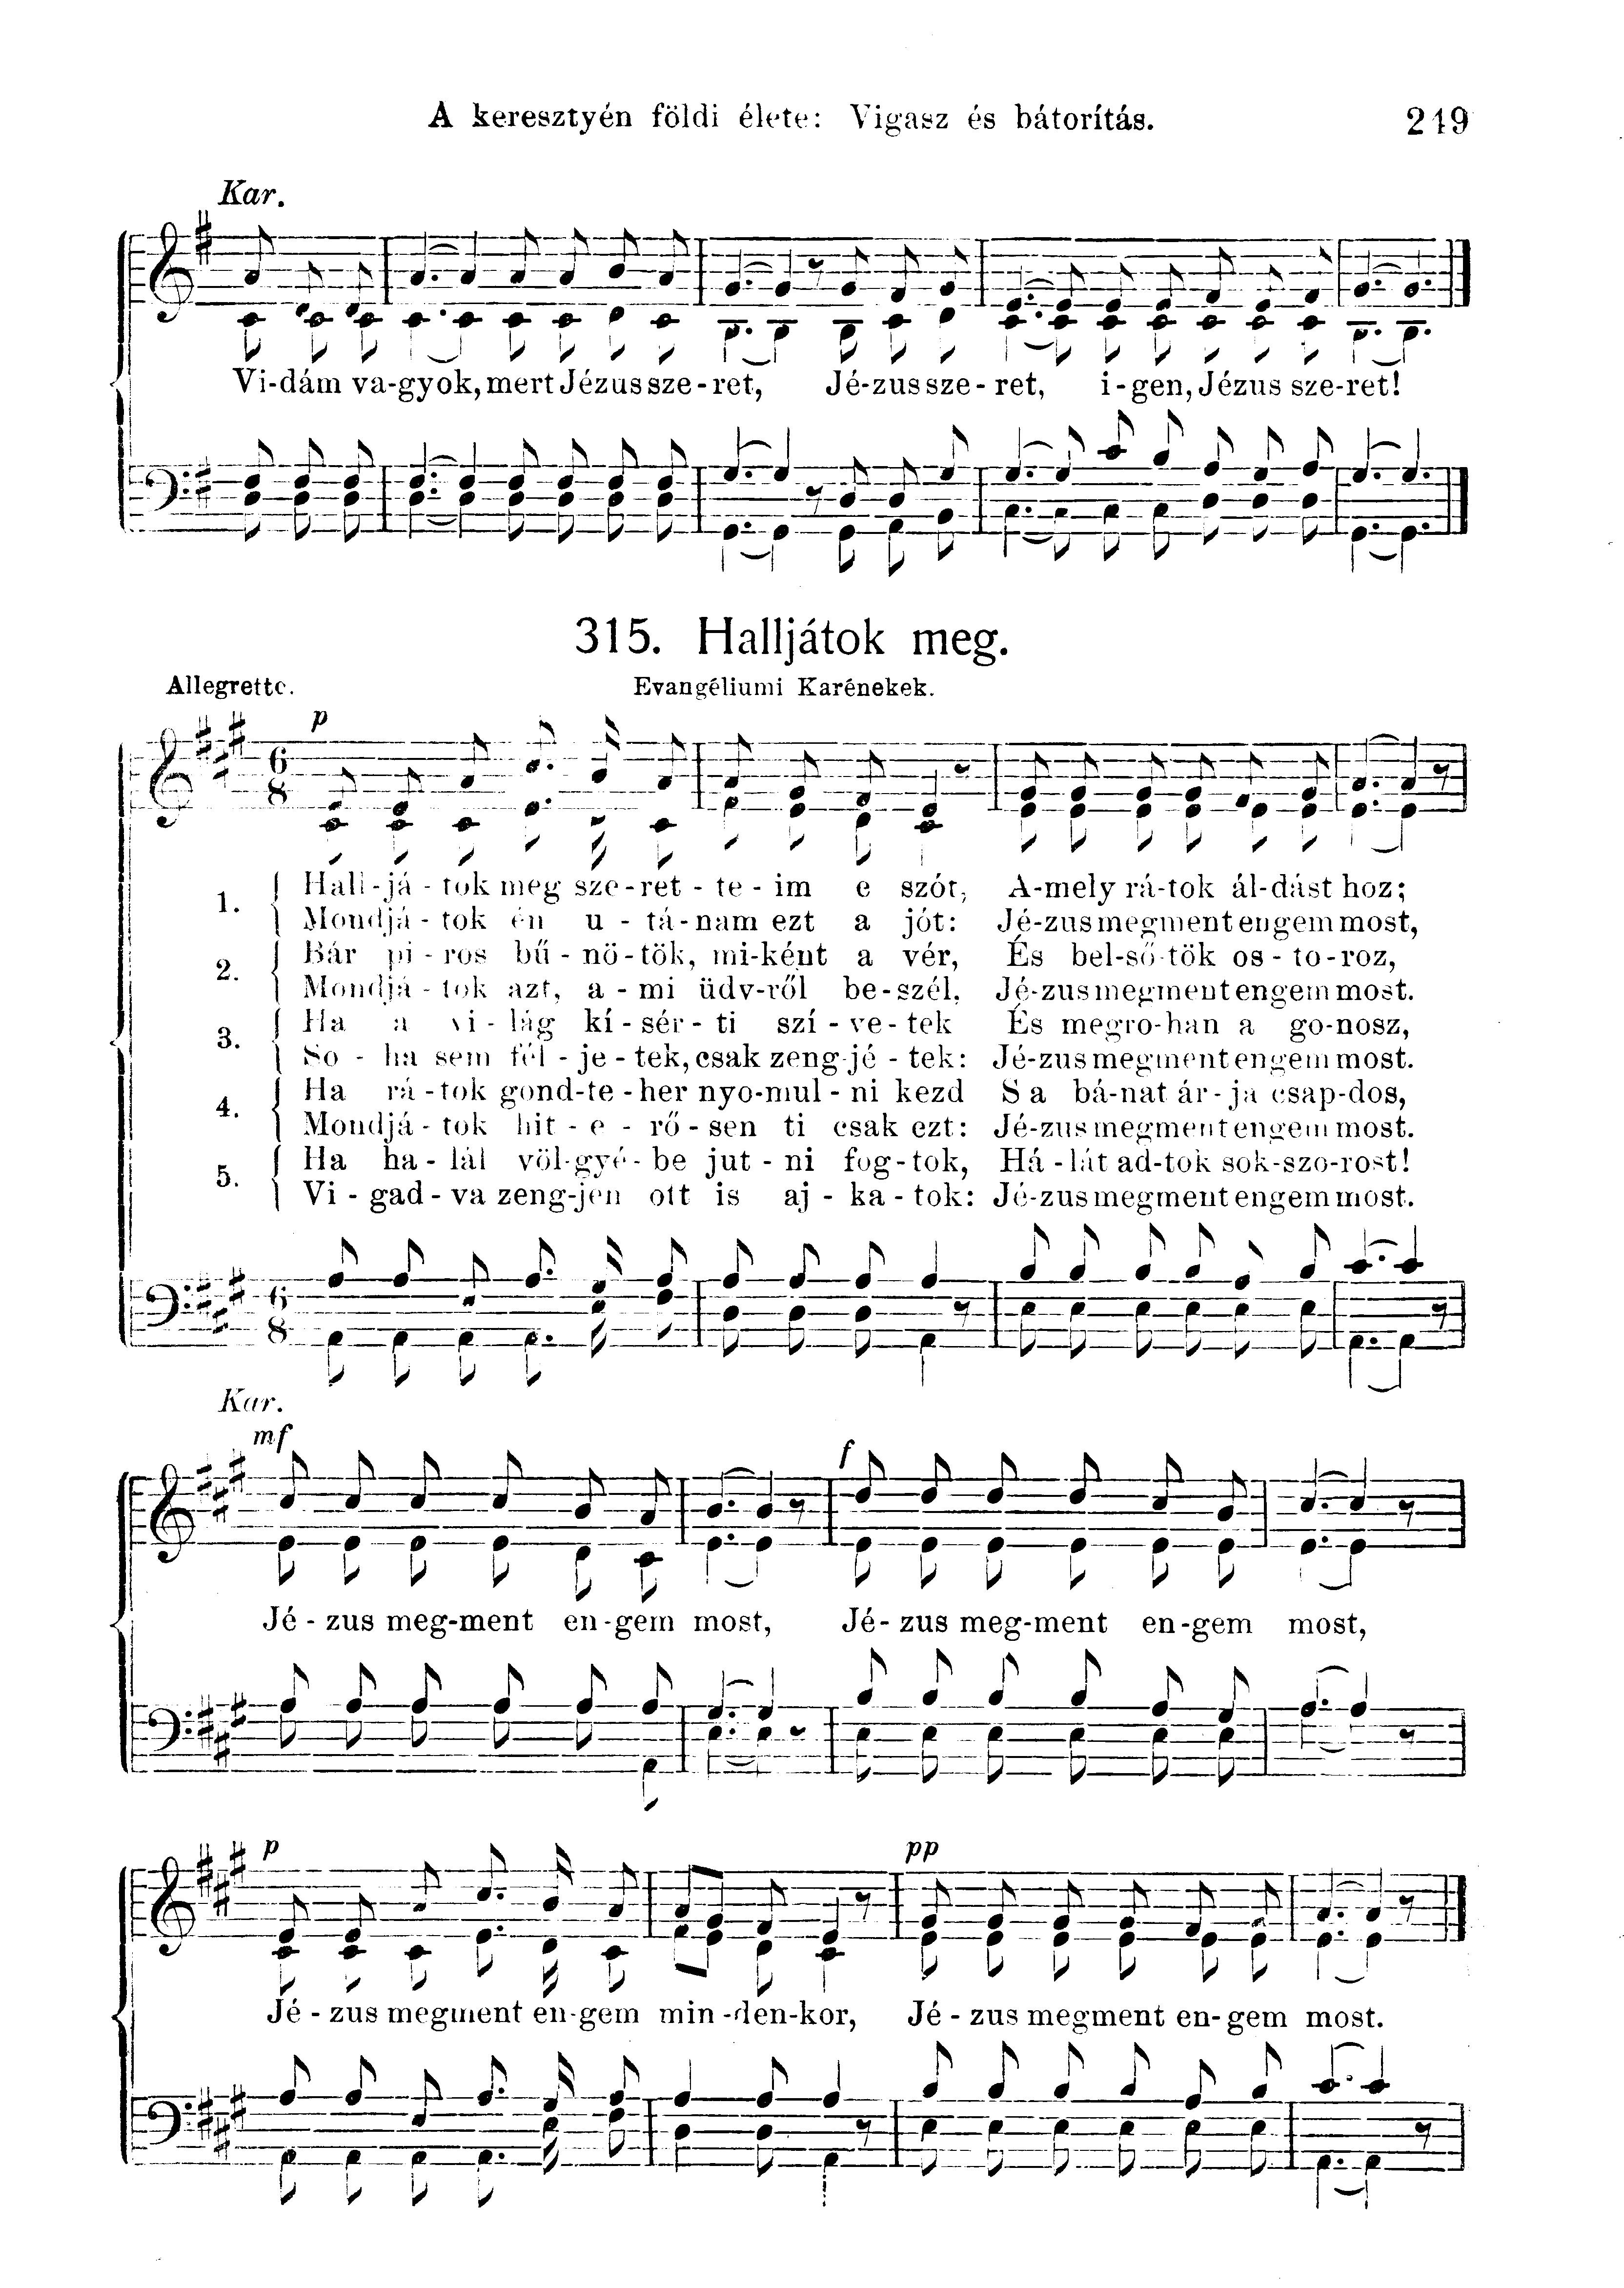 A keresztyén földi élete: Vigasz és bátorítás. 249
Kar.
Vi-dám va-gyok, mert Jézus sze-ret, Jé-zus sze-ret, i-gen, Jézus sze-ret!
315. Halljátok meg.
Allegretto. Evangéliumi Karénekek.
p
6
8
1. Hall-já-tok meg sze-ret-te-im e szót, A-mely rá-tok ál-dást hoz;
Mondjá-tok én u-tá-nam ezt a jót: Jé-zus megment engem most,
2. Bár pi-ros bű-nö-tök, mi-ként a vér, És bel-ső-tök os-to-roz,
Mondjá-tok azt, a-mi üdv-ről be-szél, Jé-zus megment engem most.
3. Ha a vi-lág kí-sér-ti szí-ve-tek És megro-han a go-nosz,
So-ha sem fél-je-tek, csak zeng-jé-tek: Jé-zus megment engem most.
4. Ha rá-tok gond-te-her nyo-mul-ni kezd S a bá-nat ár-ja csap-dos,
Mondjá-tok hit-e-rő-sen ti csak ezt: Jé-zus megment engem most.
5. Ha ha-lál völ-gyé-be jut-ni fog-tok, Há-lát ad-tok sok-szo-rost!
Vi-gad-va zeng-jen ott is aj-ka-tok: Jé-zus megment engem most.
6
8
Kar.
mf f
Jé-zus meg-ment en-gem most, Jé-zus meg-ment en-gem most,
p pp
Jé-zus megment en-gem min-den-kor, Jé-zus megment en-gem most.